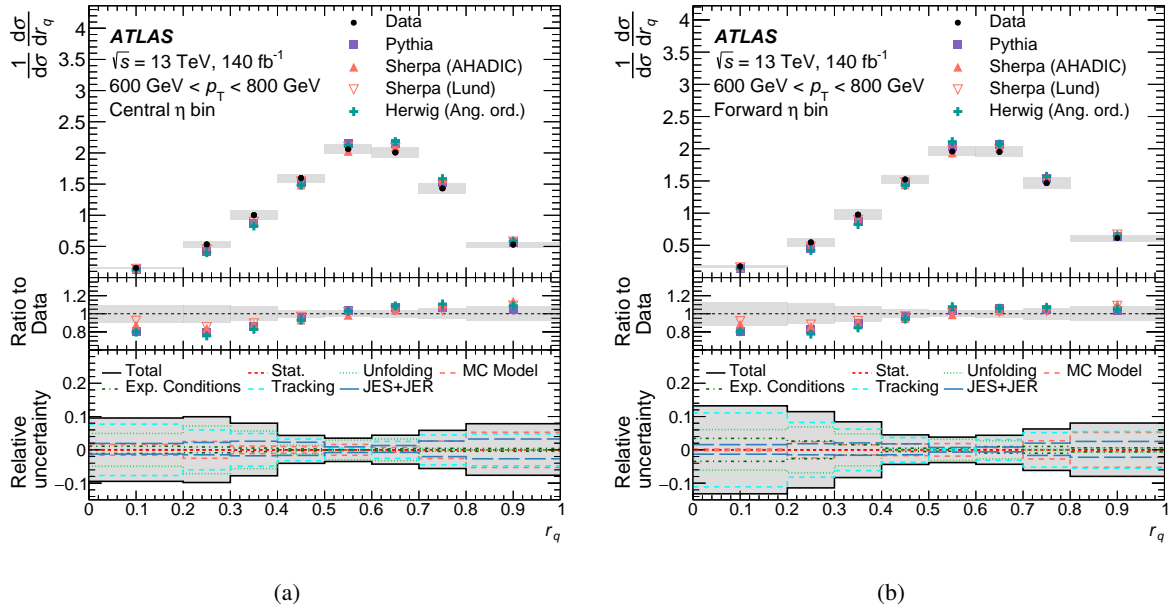 1 dσ
dσ dr_q
ATLAS
√s = 13 TeV, 140 fb⁻¹
600 GeV < p_T < 800 GeV
Central η bin
Data
Pythia
Sherpa (AHADIC)
Sherpa (Lund)
Herwig (Ang. ord.)
4
3.5
3
2.5
2
1.5
1
0.5
Ratio to
Data
1.2
1.0
0.8
Total
Stat.
Unfolding
MC Model
Exp. Conditions
Tracking
JES+JER
Relative
uncertainty
0.2
0.1
0
−0.1
0 0.1 0.2 0.3 0.4 0.5 0.6 0.7 0.8 0.9 1
r_q
(a)
1 dσ
dσ dr_q
ATLAS
√s = 13 TeV, 140 fb⁻¹
600 GeV < p_T < 800 GeV
Forward η bin
Data
Pythia
Sherpa (AHADIC)
Sherpa (Lund)
Herwig (Ang. ord.)
4
3.5
3
2.5
2
1.5
1
0.5
Ratio to
Data
1.2
1.0
0.8
Total
Stat.
Unfolding
MC Model
Exp. Conditions
Tracking
JES+JER
Relative
uncertainty
0.2
0.1
0
−0.1
0 0.1 0.2 0.3 0.4 0.5 0.6 0.7 0.8 0.9 1
r_q
(b)